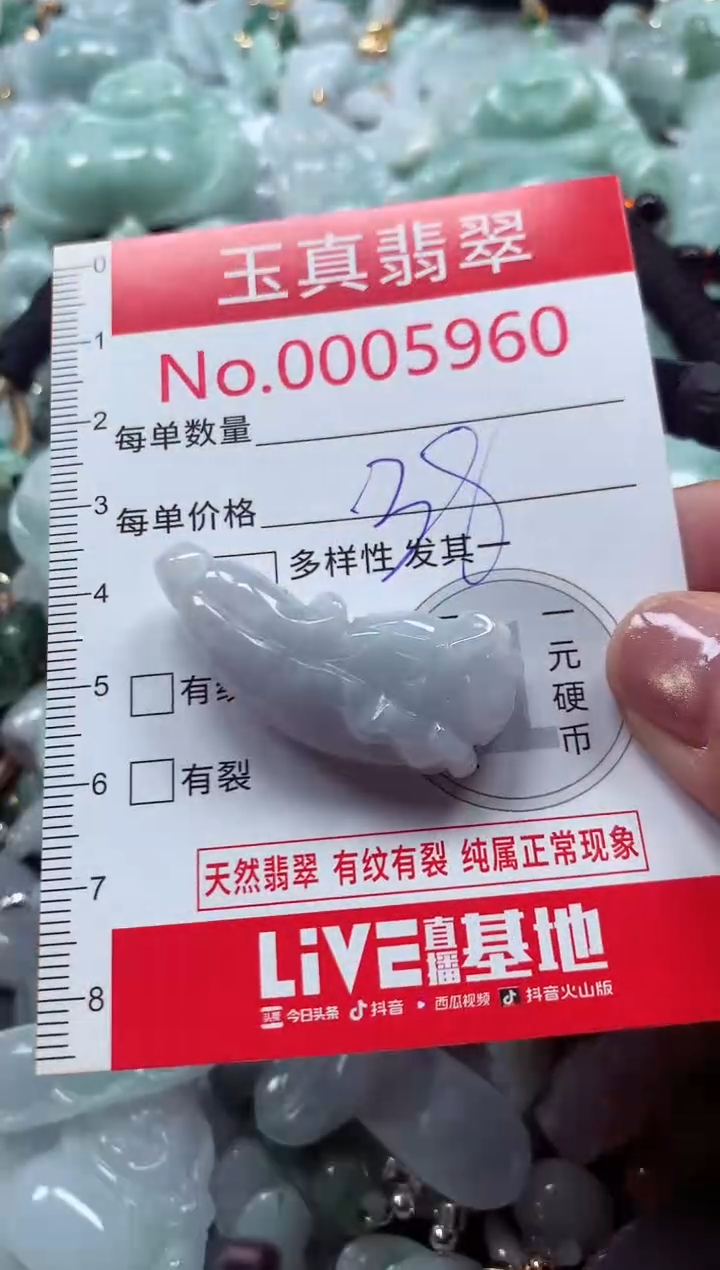 玉真翡翠
No.0005960
每单数量
每单价格 38
多样性 发其一
一元硬币
有
有裂
天然翡翠 有纹有裂 纯属正常现象
LiVE直播基地
头条 今日头条 抖音 西瓜视频 抖音火山版
0
1
2
3
4
5
6
7
8